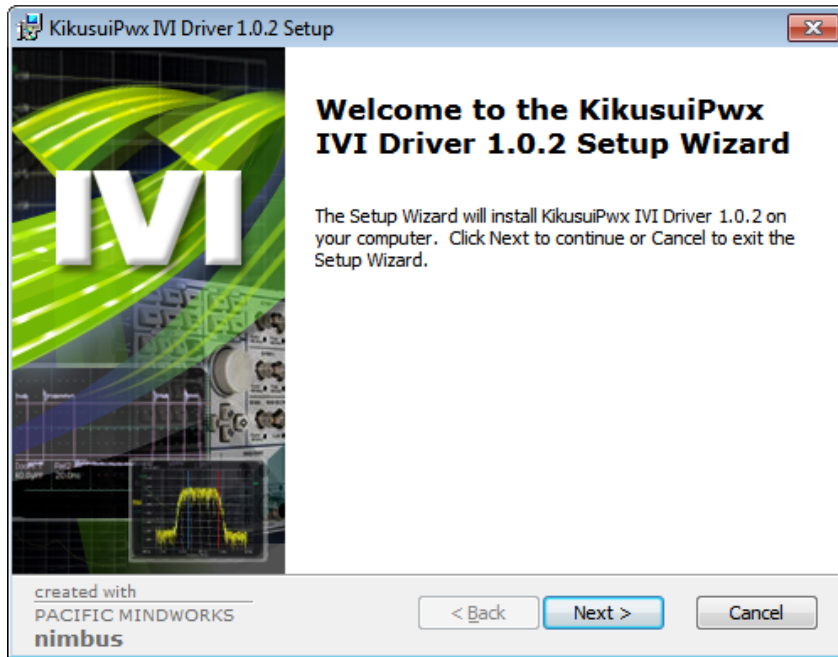 KikusuiPwx IVI Driver 1.0.2 Setup
IVI
Welcome to the KikusuiPwx
IVI Driver 1.0.2 Setup Wizard
The Setup Wizard will install KikusuiPwx IVI Driver 1.0.2 on
your computer. Click Next to continue or Cancel to exit the
Setup Wizard.
created with
PACIFIC MINDWORKS
nimbus
< Back
Next >
Cancel